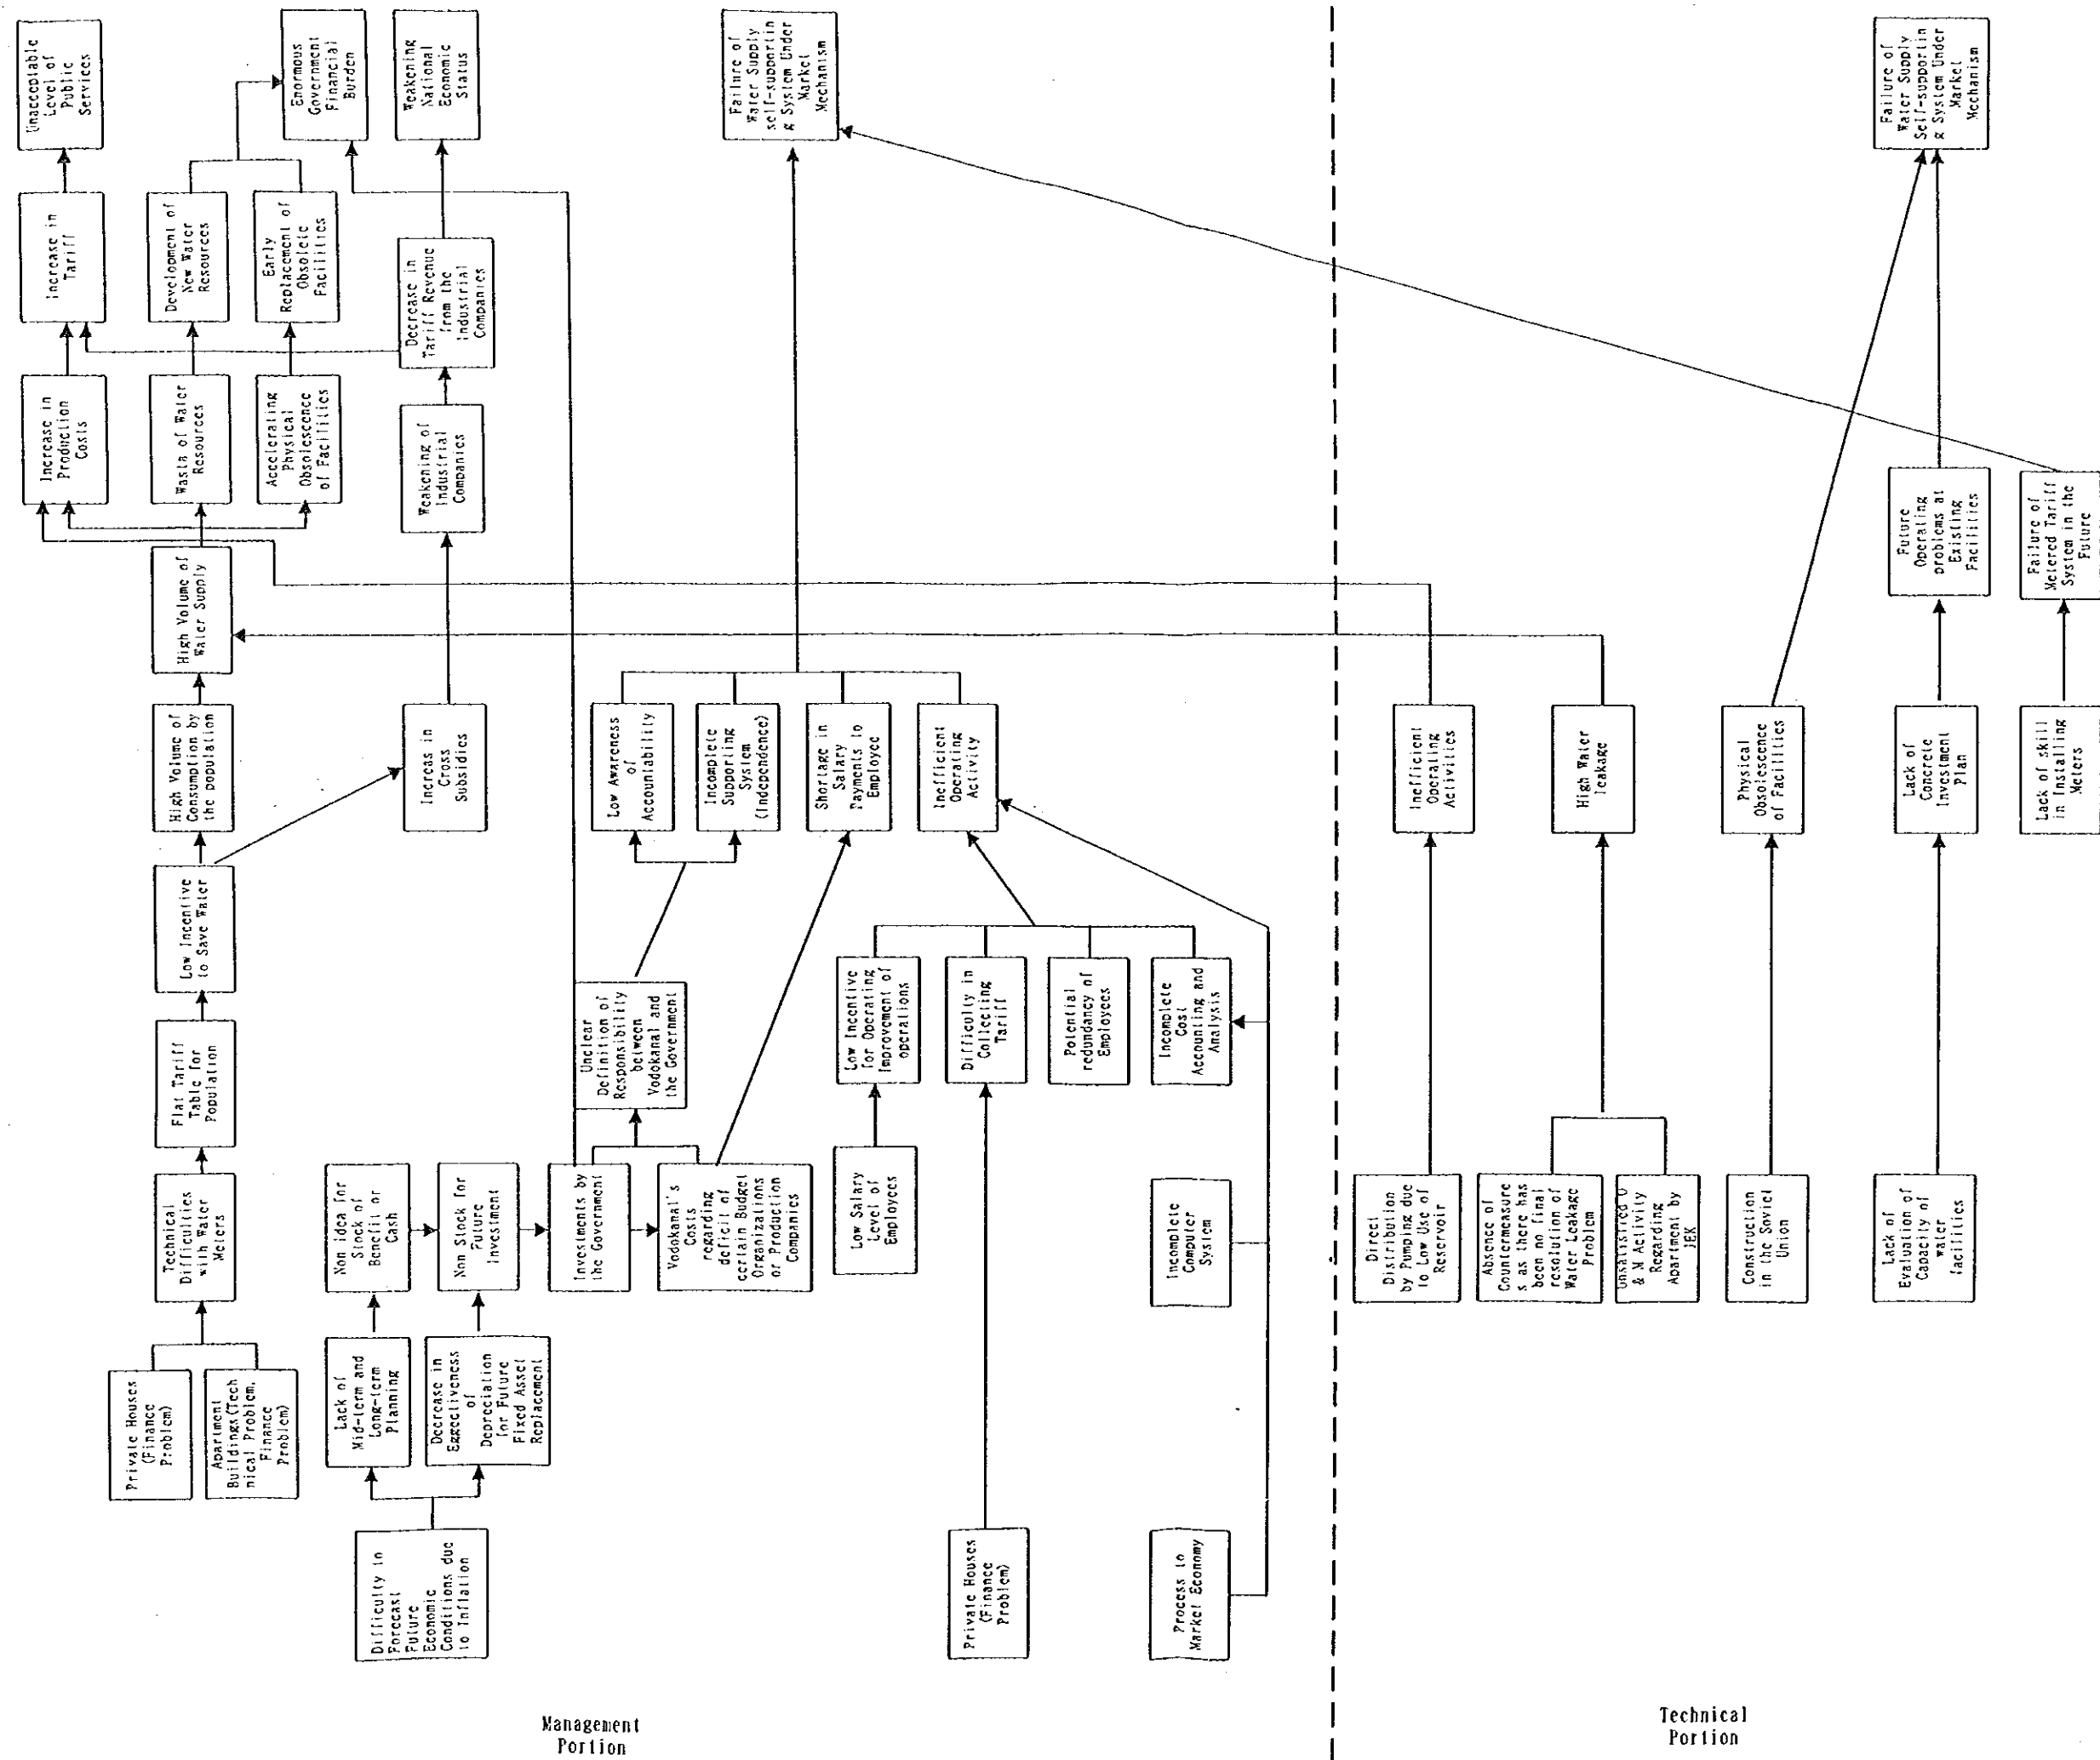 Private Houses
(Finance
Problem)
Apartment
Buildings(Tech
nical Problem,
Finance
Problem)
Technical
Difficulties
with Water
Meters
Flat Tariff
Table for
Population
Low Incentive
to Save Water
High Volume of
Consumption by
the population
High Volume of
Water Supply
Increase in
Production
Costs
Increase in
Tariff
Unacceptable
Level of
Public
Services
Wasta of Water
Resources
Development of
New Water
Resources
Accelerating
Physical
Obsolescence
of Facilities
Early
Replacement of
Obsolete
Facilities
Enormous
Government
Financial
Burden
Increas in
Cross
Subsidies
Weakening of
Industrial
Companies
Decrease in
Tariff Revenue
from the
Industrial
Companies
Weakening
National
Economic
Status
Difficulty to
Forecast
Future
Economic
Conditions due
to Inflation
Lack of
Mid-term and
Long-term
Planning
Decrease in
Eggectiveness
of
Depreciation
for Future
Fixed Asset
Replacement
Non idea for
Stock of
Benefit or
Cash
Non Stock for
Future
Investment
Investments by
the Government
Vodokanal's
Costs
regarding
deficit of
certain Budget
Organizations
or Production
Companies
Unclear
Definition of
Responsibility
between
Vodokanal and
the Government
Low Awareness
of
Accountability
Incomplete
Supporting
System
(Independence)
Shortage in
Salary
Payments to
Employee
Inefficient
Operating
Activity
Failure of
Water Supply
self-supportin
g System Under
Market
Mechanism
Low Salary
Level of
Employees
Low Incentive
for Operating
Improvement of
operations
Private Houses
(Finance
Problem)
Difficulty in
Collecting
Tariff
Potential
redundancy of
Employees
Process to
Market Economy
Incomplete
Computer
System
Incomplete
Cost
Accounting and
Analysis
Management
Portion
Direct
Distribution
by Pumping due
to Low Use of
Reservoir
Inefficient
Operating
Activities
Absence of
Countermeasure
s as there has
been no final
resolution of
Water Leakage
Problem
Unsatisfied O
& M Activity
Regarding
Apartment by
JEK
High Water
leakage
Construction
in the Soviet
Union
Physical
Obsolescence
of Facilities
Failure of
Water Supply
Self-supportin
g System Under
Market
Mechanism
Lack of
Evaluation of
Capacity of
water
facilities
Lack of
Concrete
Investment
Plan
Future
Operating
problems at
Existing
Facilities
Lack of skill
in Installing
Meters
Failure of
Metered Tariff
System in the
Future
Technical
Portion